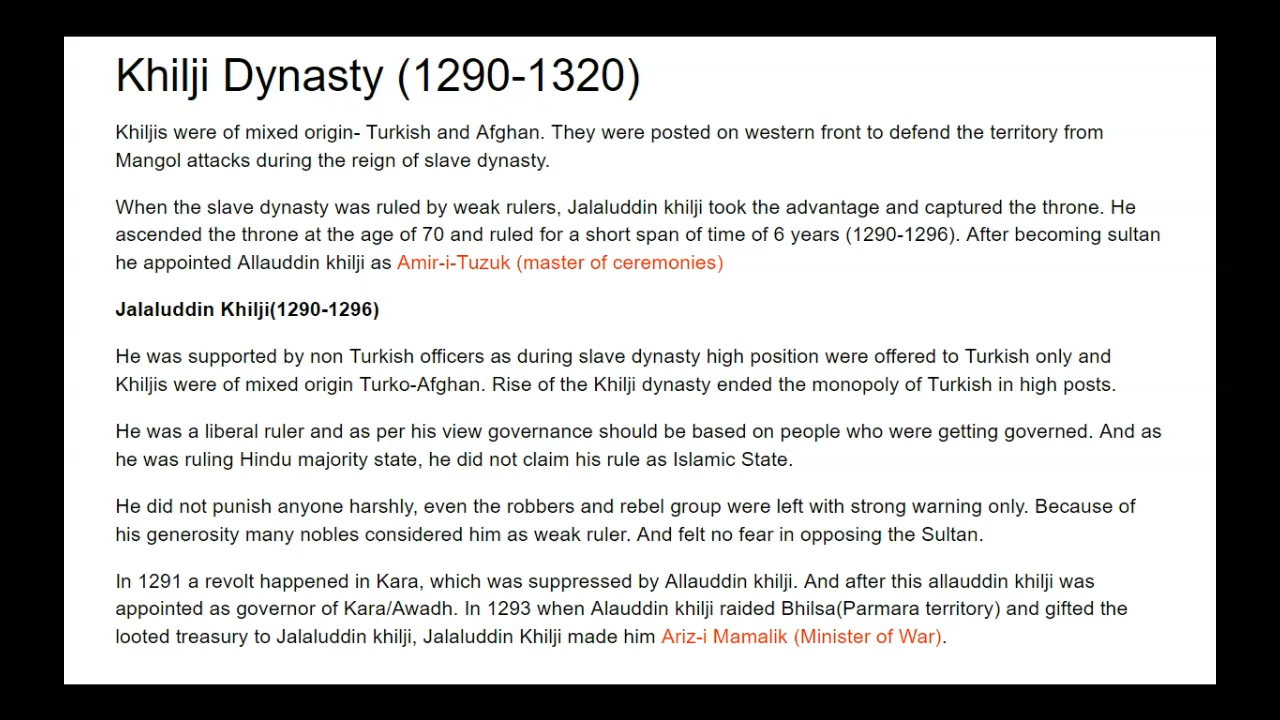 Khilji Dynasty (1290-1320)
Khiljis were of mixed origin- Turkish and Afghan. They were posted on western front to defend the territory from
Mangol attacks during the reign of slave dynasty.
When the slave dynasty was ruled by weak rulers, Jalaluddin khilji took the advantage and captured the throne. He
ascended the throne at the age of 70 and ruled for a short span of time of 6 years (1290-1296). After becoming sultan
he appointed Allauddin khilji as Amir-i-Tuzuk (master of ceremonies)
Jalaluddin Khilji(1290-1296)
He was supported by non Turkish officers as during slave dynasty high position were offered to Turkish only and
Khiljis were of mixed origin Turko-Afghan. Rise of the Khilji dynasty ended the monopoly of Turkish in high posts.
He was a liberal ruler and as per his view governance should be based on people who were getting governed. And as
he was ruling Hindu majority state, he did not claim his rule as Islamic State.
He did not punish anyone harshly, even the robbers and rebel group were left with strong warning only. Because of
his generosity many nobles considered him as weak ruler. And felt no fear in opposing the Sultan.
In 1291 a revolt happened in Kara, which was suppressed by Allauddin khilji. And after this allauddin khilji was
appointed as governor of Kara/Awadh. In 1293 when Alauddin khilji raided Bhilsa(Parmara territory) and gifted the
looted treasury to Jalaluddin khilji, Jalaluddin Khilji made him Ariz-i Mamalik (Minister of War).